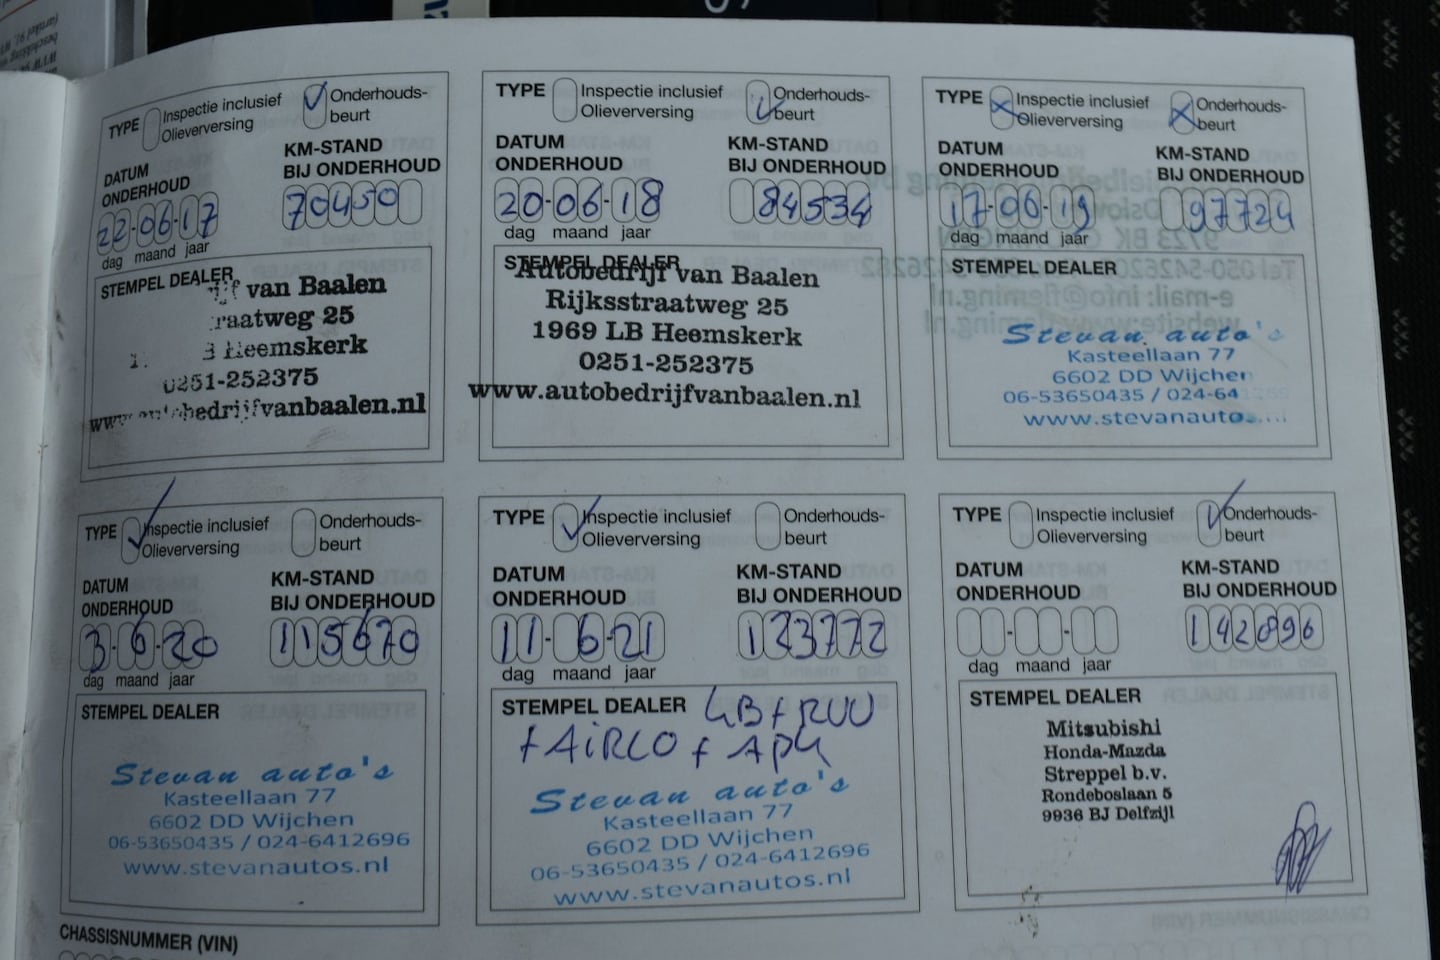 TYPE Inspectie inclusief Olieverversing Onderhouds-beurt
DATUM ONDERHOUD
KM-STAND BIJ ONDERHOUD
22-06-17
70450
dag maand jaar
STEMPEL DEALER
van Baalen
raatweg 25
Heemskerk
0251-252375
www.autobedrijfvanbaalen.nl
TYPE Inspectie inclusief Olieverversing Onderhouds-beurt
DATUM ONDERHOUD
KM-STAND BIJ ONDERHOUD
20-06-18
84534
dag maand jaar
STEMPEL DEALER
Autobedrijf van Baalen
Rijksstraatweg 25
1969 LB Heemskerk
0251-252375
www.autobedrijfvanbaalen.nl
TYPE Inspectie inclusief Olieverversing Onderhouds-beurt
DATUM ONDERHOUD
KM-STAND BIJ ONDERHOUD
17-06-19
97724
dag maand jaar
STEMPEL DEALER
Stevan auto's
Kasteellaan 77
6602 DD Wijchen
06-53650435 / 024-64
www.stevanauto
TYPE Inspectie inclusief Olieverversing Onderhouds-beurt
DATUM ONDERHOUD
KM-STAND BIJ ONDERHOUD
3-6-20
115670
dag maand jaar
STEMPEL DEALER
Stevan auto's
Kasteellaan 77
6602 DD Wijchen
06-53650435 / 024-6412696
www.stevanautos.nl
TYPE Inspectie inclusief Olieverversing Onderhouds-beurt
DATUM ONDERHOUD
KM-STAND BIJ ONDERHOUD
11-6-21
123772
dag maand jaar
STEMPEL DEALER GB+RUU
+ AIRCO + APK
Stevan auto's
Kasteellaan 77
6602 DD Wijchen
06-53650435 / 024-6412696
www.stevanautos.nl
TYPE Inspectie inclusief Olieverversing Onderhouds-beurt
DATUM ONDERHOUD
KM-STAND BIJ ONDERHOUD
142896
dag maand jaar
STEMPEL DEALER
Mitsubishi
Honda-Mazda
Streppel b.v.
Rondeboslaan 5
9936 BJ Delfzijl
CHASSISNUMMER (VIN)